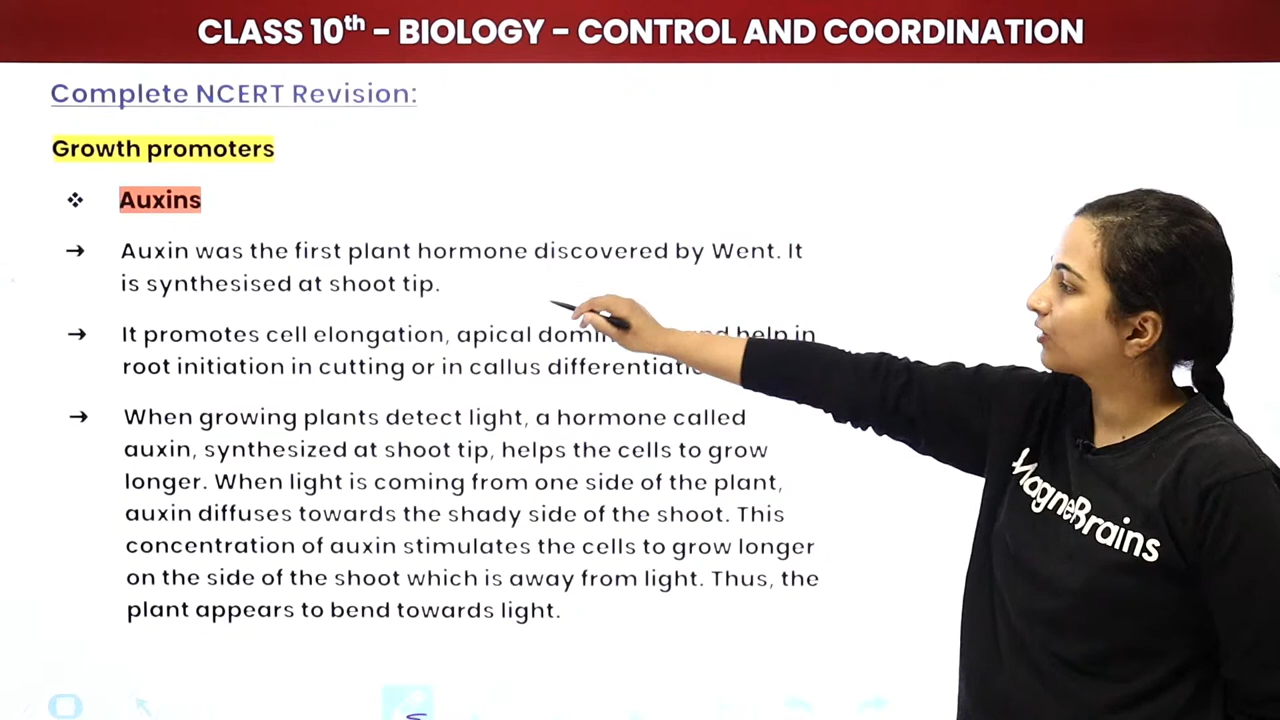 CLASS 10th - BIOLOGY - CONTROL AND COORDINATION
Complete NCERT Revision:
Growth promoters
❖ Auxins
→ Auxin was the first plant hormone discovered by Went. It
is synthesised at shoot tip.
→ It promotes cell elongation, apical help in
root initiation in cutting or in callus
→ When growing plants detect light, a hormone called
auxin, synthesized at shoot tip, helps the cells to grow
longer. When light is coming from one side of the plant,
auxin diffuses towards the shady side of the shoot. This
concentration of auxin stimulates the cells to grow longer
on the side of the shoot which is away from light. Thus, the
plant appears to bend towards light.
MagneBrains